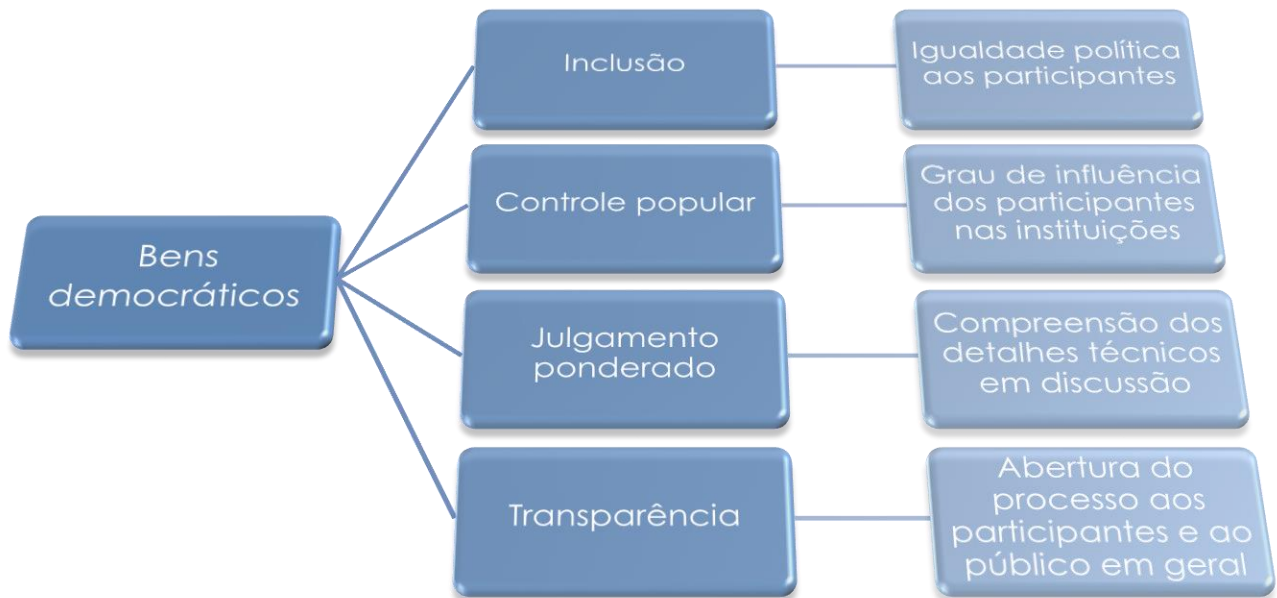 Bens
democráticos
Inclusão
Igualdade política
aos participantes
Controle popular
Grau de influência
dos participantes
nas instituições
Julgamento
ponderado
Compreensão dos
detalhes técnicos
em discussão
Transparência
Abertura do
processo aos
participantes e ao
público em geral